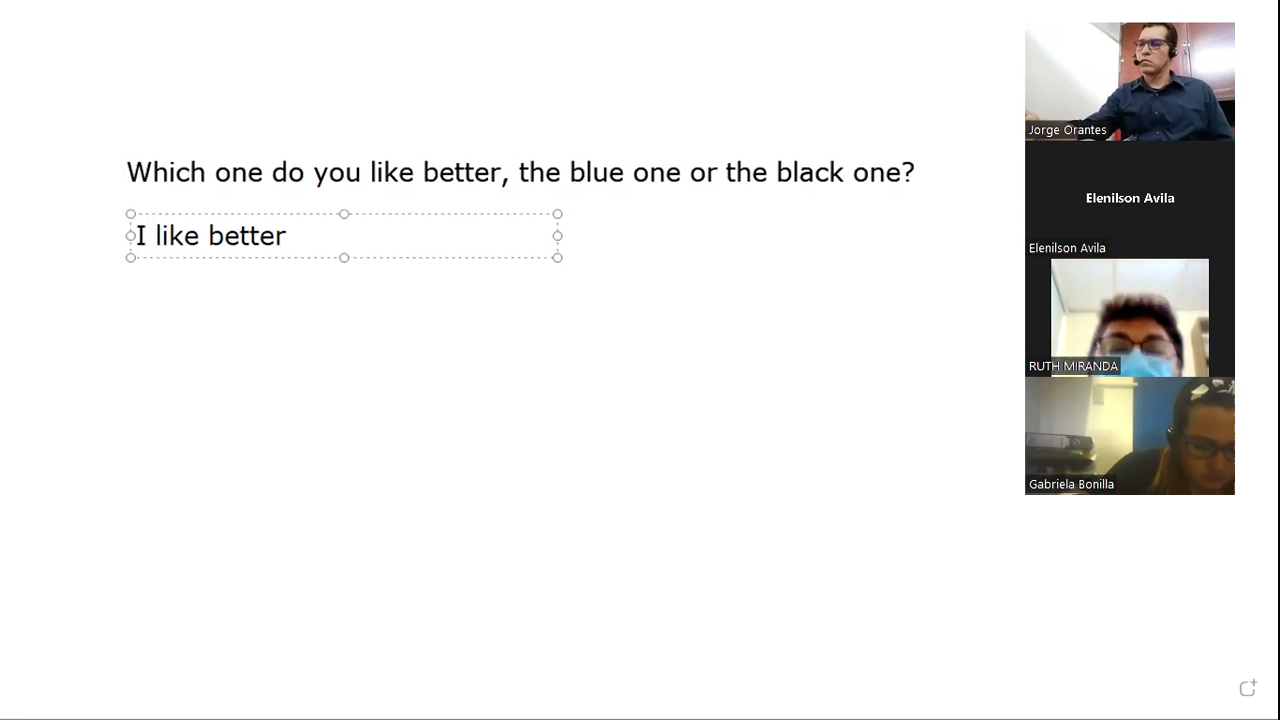 Which one do you like better, the blue one or the black one?
I like better
Jorge Orantes
Elenilson Avila
Elenilson Avila
RUTH MIRANDA
Gabriela Bonilla